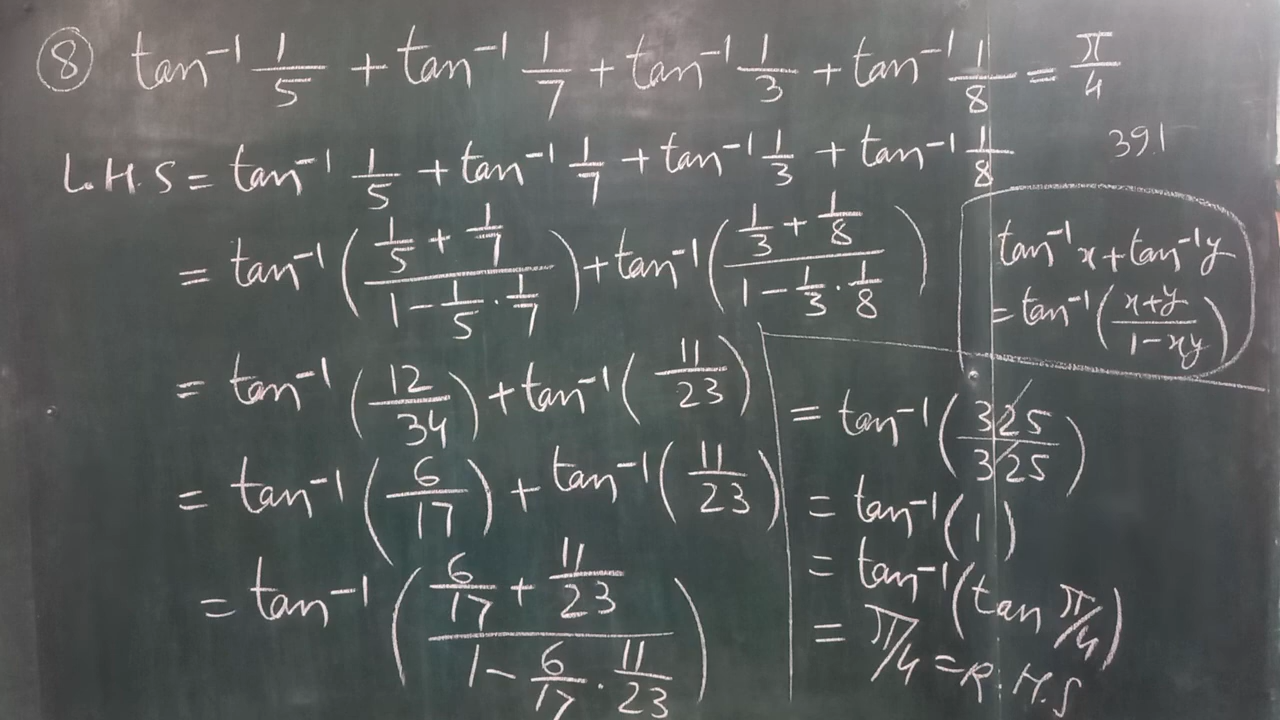 ⑧ tan⁻¹ 1/5 + tan⁻¹ 1/7 + tan⁻¹ 1/3 + tan⁻¹ 1/8 = π/4
L.H.S = tan⁻¹ 1/5 + tan⁻¹ 1/7 + tan⁻¹ 1/3 + tan⁻¹ 1/8
= tan⁻¹ ((1/5 + 1/7)/(1 - 1/5 · 1/7)) + tan⁻¹ ((1/3 + 1/8)/(1 - 1/3 · 1/8))
= tan⁻¹ (12/34) + tan⁻¹ (11/23)
= tan⁻¹ (6/17) + tan⁻¹ (11/23)
= tan⁻¹ ((6/17 + 11/23)/(1 - 6/17 · 11/23))
tan⁻¹x + tan⁻¹y
= tan⁻¹ ((x+y)/(1-xy))
= tan⁻¹ (325/325)
= tan⁻¹ (1)
= tan⁻¹ (tan π/4)
= π/4 = R.H.S